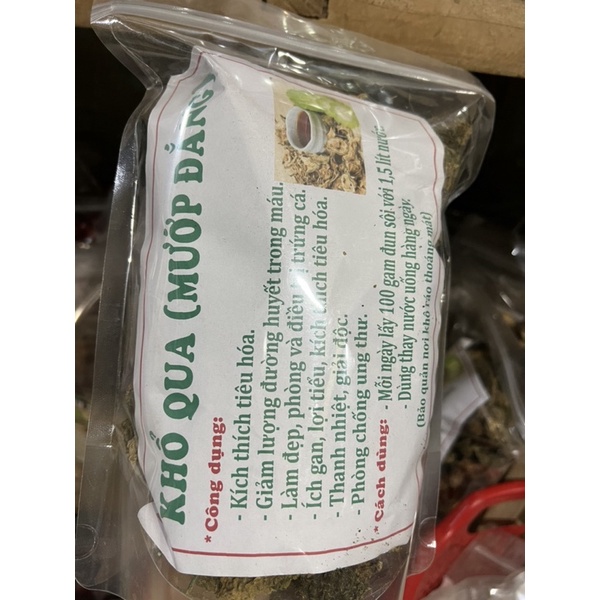 KHỔ QUA (MƯỚP ĐẮNG)
*Công dụng:
- Kích thích tiêu hóa.
- Giảm lượng đường huyết trong máu.
- Làm đẹp, phòng và điều trị trứng cá.
- Ích gan, lợi tiểu, kích thích tiêu hóa.
- Thanh nhiệt, giải độc.
- Phòng chống ung thư.
*Cách dùng: - Mỗi ngày lấy 100 gam đun sôi với 1,5 lít nước.
- Dùng thay nước uống hàng ngày.
(Bảo quản nơi khô ráo thoáng mát)